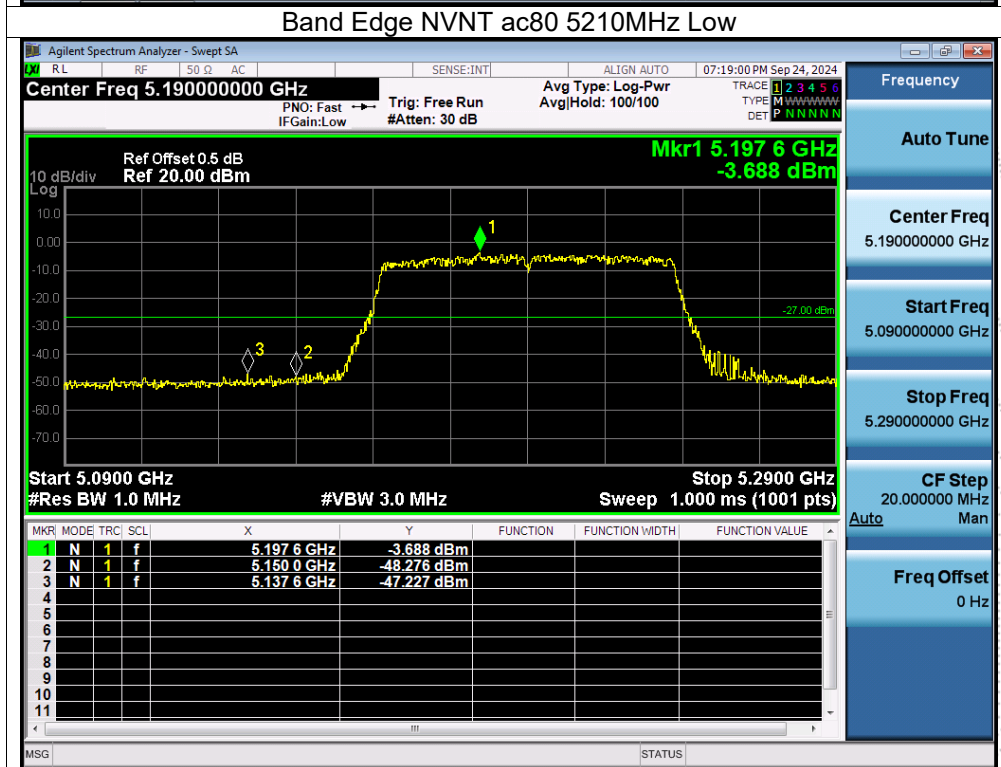 Band Edge NVNT ac80 5210MHz Low
Agilent Spectrum Analyzer - Swept SA
LXI RL RF 50 Ω AC SENSE:INT ALIGN AUTO 07:19:00 PM Sep 24, 2024
Center Freq 5.190000000 GHz
PNO: Fast
IFGain:Low
Trig: Free Run
#Atten: 30 dB
Avg Type: Log-Pwr
Avg|Hold: 100/100
TRACE 1 2 3 4 5 6
TYPE M WWWWW
DET P N N N N N
Ref Offset 0.5 dB
Ref 20.00 dBm
10 dB/div
Log
Mkr1 5.197 6 GHz
-3.688 dBm
10.0
0.00
-10.0
-20.0
-30.0
-40.0
-50.0
-60.0
-70.0
1
2
3
-27.00 dBm
Start 5.0900 GHz Stop 5.2900 GHz
#Res BW 1.0 MHz #VBW 3.0 MHz Sweep 1.000 ms (1001 pts)
MKR MODE TRC SCL X Y FUNCTION FUNCTION WIDTH FUNCTION VALUE
1 N 1 f 5.197 6 GHz -3.688 dBm
2 N 1 f 5.150 0 GHz -48.276 dBm
3 N 1 f 5.137 6 GHz -47.227 dBm
4
5
6
7
8
9
10
11
MSG STATUS
Frequency
Auto Tune
Center Freq
5.190000000 GHz
Start Freq
5.090000000 GHz
Stop Freq
5.290000000 GHz
CF Step
20.000000 MHz
Auto Man
Freq Offset
0 Hz